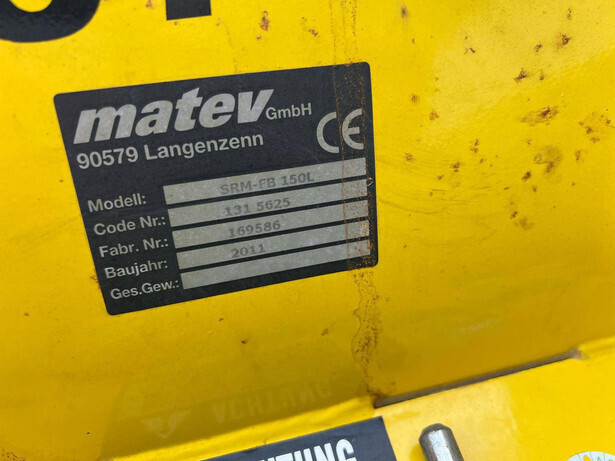 matev GmbH
90579 Langenzenn
CE
Modell: SRM-FB 150L
Code Nr.: 131 5625
Fabr. Nr.: 169586
Baujahr: 2011
Ges.Gew.: